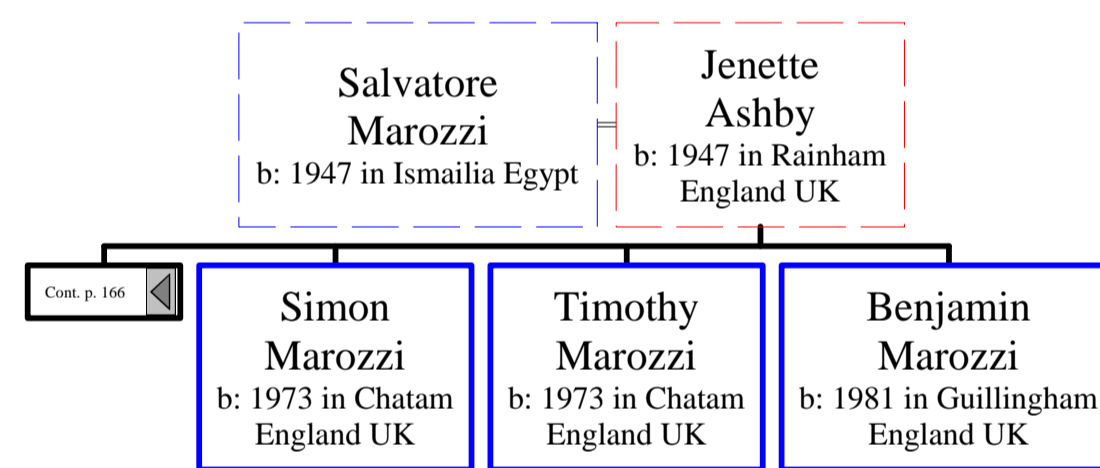 Salvatore
Marozzi
b: 1947 in Ismailia Egypt
Jenette
Ashby
b: 1947 in Rainham
England UK
Cont. p. 166
Simon
Marozzi
b: 1973 in Chatam
England UK
Timothy
Marozzi
b: 1973 in Chatam
England UK
Benjamin
Marozzi
b: 1981 in Guillingham
England UK